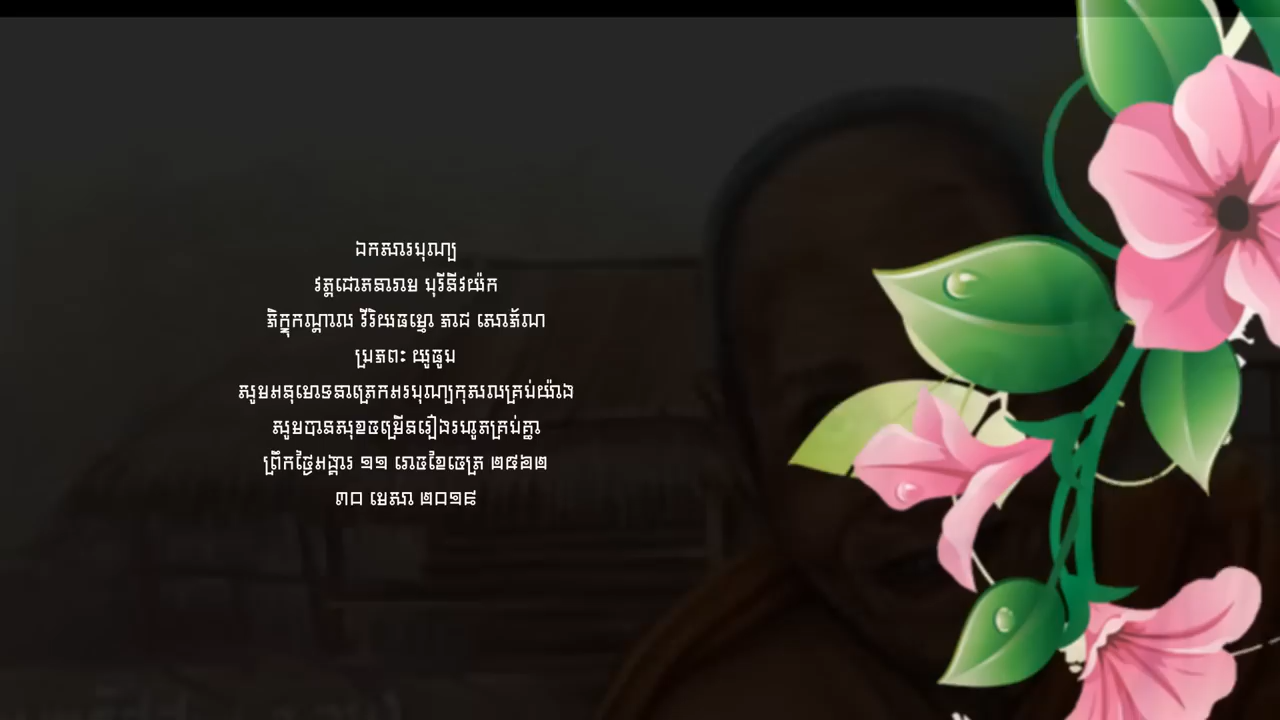 ឯកសារបុណ្យ
វត្តជោតនារាម បុរីនីវយ៉ក
ភិក្ខុកណ្តាល វីរិយធម្មោ ភាជ សោភ័ណ
ប្រភពៈ យូធូប
សូមអនុមោទនាត្រេកអរបុណ្យកុសលគ្រប់យ៉ាង
សូមបានសុខចម្រើនរឿងរហូតគ្រប់គ្នា
ព្រឹកថ្ងៃអង្គារ ១១ រោចខែចេត្រ ២៥៦២
៣០ មេសា ២០១៩